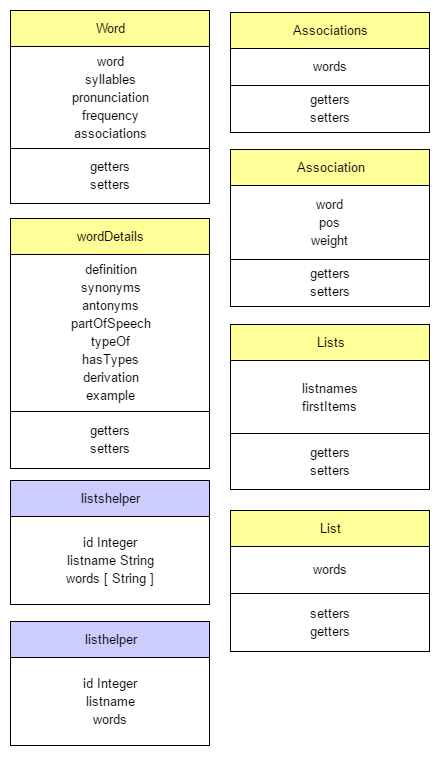 Word
word
syllables
pronunciation
frequency
associations
getters
setters
wordDetails
definition
synonyms
antonyms
partOfSpeech
typeOf
hasTypes
derivation
example
getters
setters
listshelper
id Integer
listname String
words [ String ]
listhelper
id Integer
listname
words
Associations
words
getters
setters
Association
word
pos
weight
getters
setters
Lists
listnames
firstItems
getters
setters
List
words
setters
getters